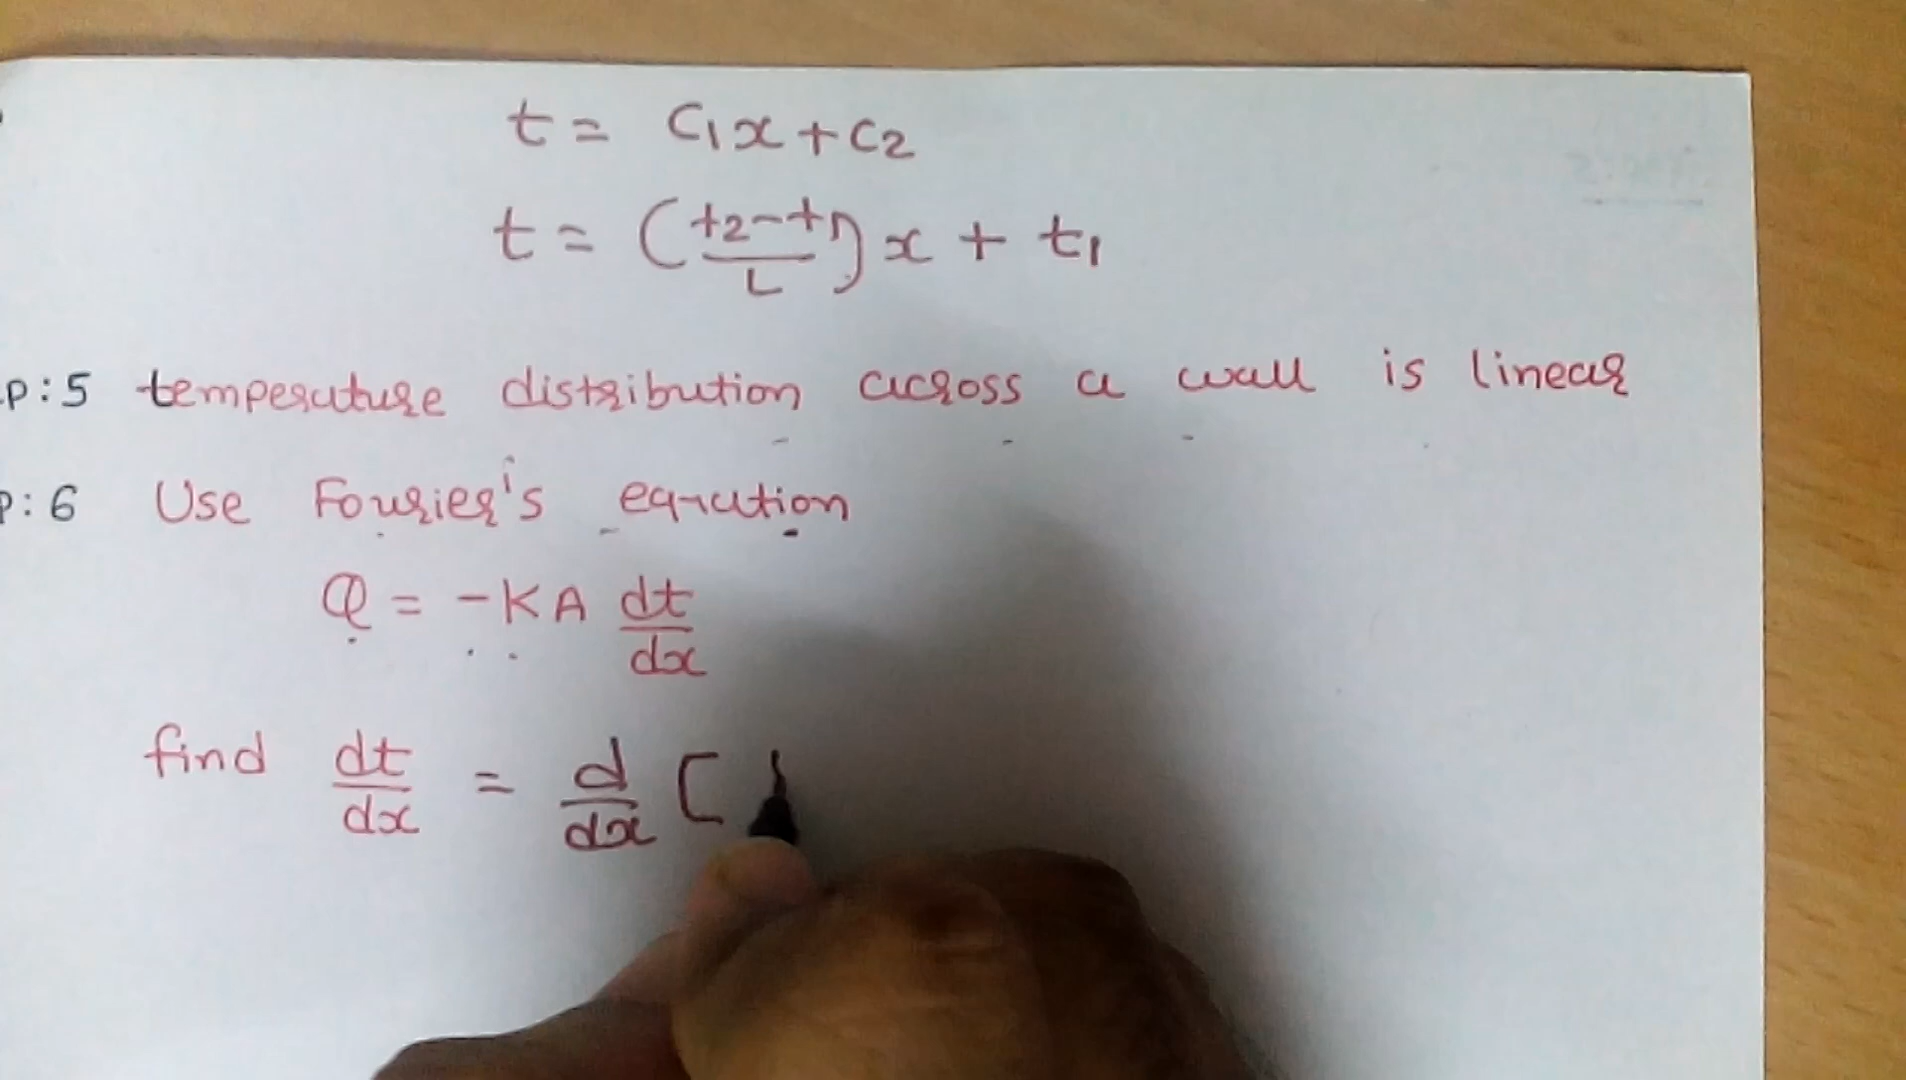 t = C1x + C2
t = (t2-t1/L) x + t1
p:5 temperature distribution across a wall is linear
p:6 Use Fourier's equation
Q = -KA dt/dx
find dt/dx = d/dx [